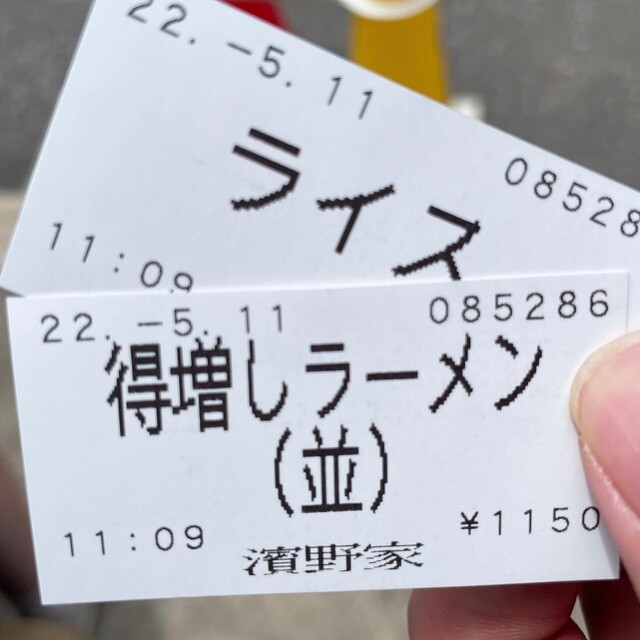 22.-5.11
08528
ライス
11:09
22.-5.11 085286
得増しラーメン
(並)
11:09 ¥1150
濱野家